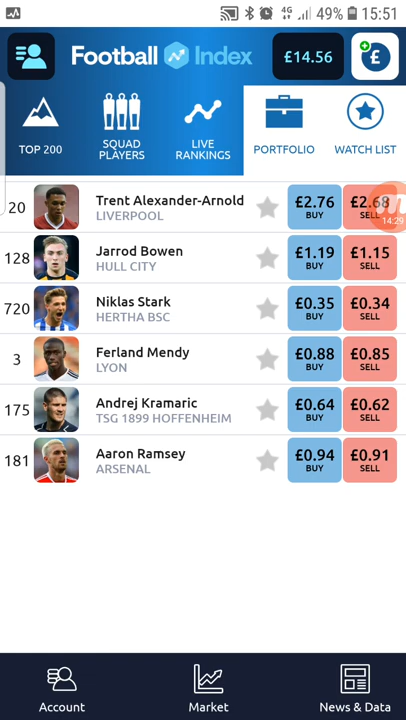 4G 49% 15:51
Football Index £14.56 £
TOP 200
SQUAD PLAYERS
LIVE RANKINGS
PORTFOLIO
WATCH LIST
20 Trent Alexander-Arnold £2.76 £2.68
LIVERPOOL BUY SELL
14:29
128 Jarrod Bowen £1.19 £1.15
HULL CITY BUY SELL
720 Niklas Stark £0.35 £0.34
HERTHA BSC BUY SELL
3 Ferland Mendy £0.88 £0.85
LYON BUY SELL
175 Andrej Kramaric £0.64 £0.62
TSG 1899 HOFFENHEIM BUY SELL
181 Aaron Ramsey £0.94 £0.91
ARSENAL BUY SELL
Account Market News & Data